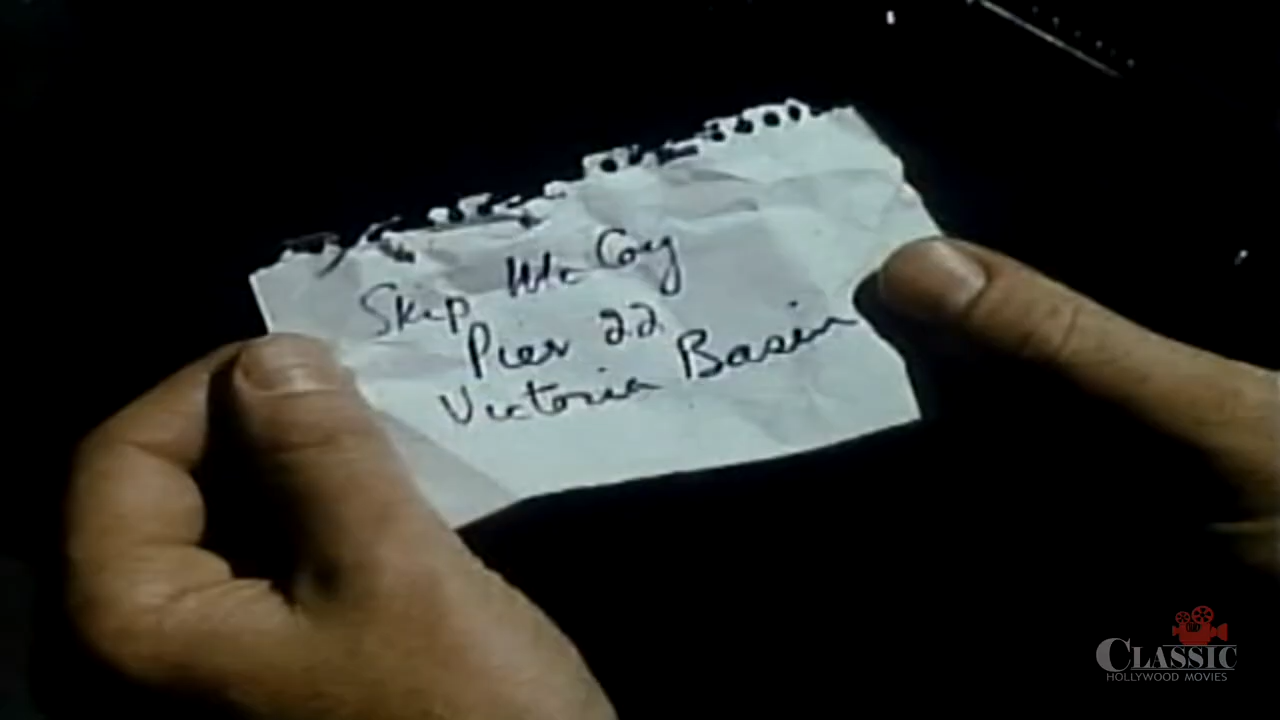 Skip McCoy
Pier 22
Victoria Basin
CLASSIC
HOLLYWOOD MOVIES